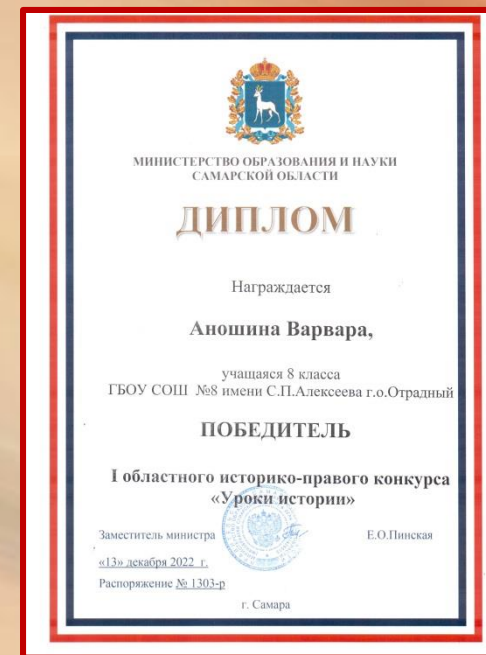 МИНИСТЕРСТВО ОБРАЗОВАНИЯ И НАУКИ
САМАРСКОЙ ОБЛАСТИ
ДИПЛОМ
Награждается
Аношина Варвара,
учащаяся 8 класса
ГБОУ СОШ №8 имени С.П.Алексеева г.о.Отрадный
ПОБЕДИТЕЛЬ
I областного историко-правого конкурса
«Уроки истории»
Заместитель министра Е.О.Пинская
«13» декабря 2022 г.
Распоряжение № 1303-р
г. Самара